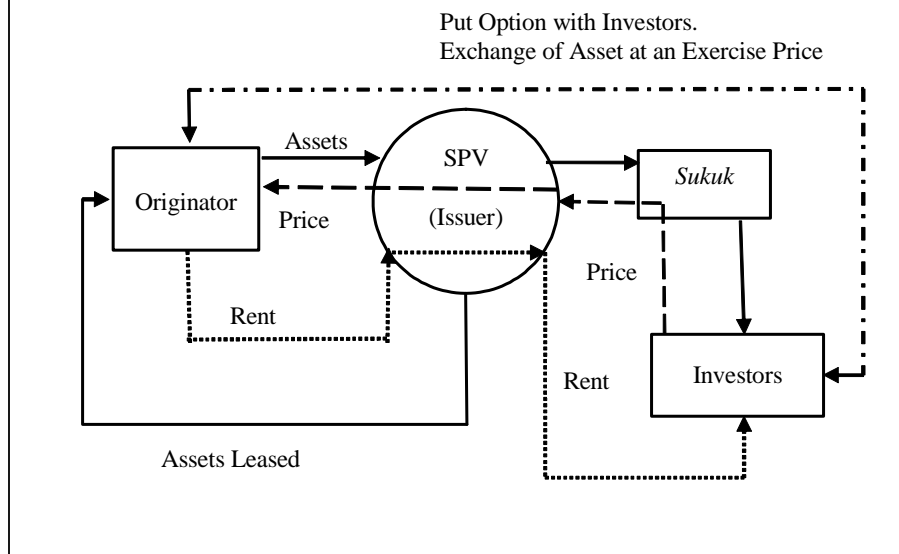 Put Option with Investors.
Exchange of Asset at an Exercise Price
Assets
SPV
Sukuk
Originator
Price
(Issuer)
Price
Rent
Rent
Investors
Assets Leased